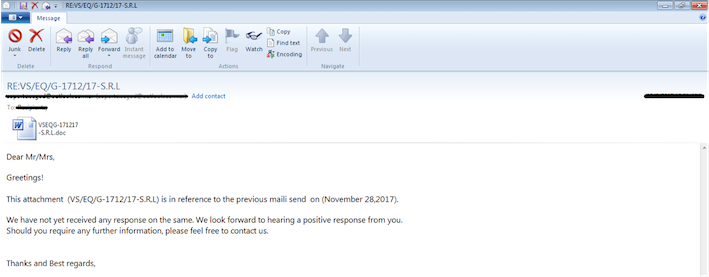 RE:VS/EQ/G-1712/17-S.R.L
Message
Junk
Delete
Reply
Reply all
Forward
Instant message
Add to calendar
Move to
Copy to
Flag
Watch
Copy
Find text
Encoding
Previous
Next
Delete
Respond
Actions
Navigate
RE:VS/EQ/G-1712/17-S.R.L
Add contact
To
VSEQG-171217
-S.R.L.doc
Dear Mr/Mrs,
Greetings!
This attachment (VS/EQ/G-1712/17-S.R.L) is in reference to the previous maili send on (November 28,2017).
We have not yet received any response on the same. We look forward to hearing a positive response from you.
Should you require any further information, please feel free to contact us.
Thanks and Best regards,